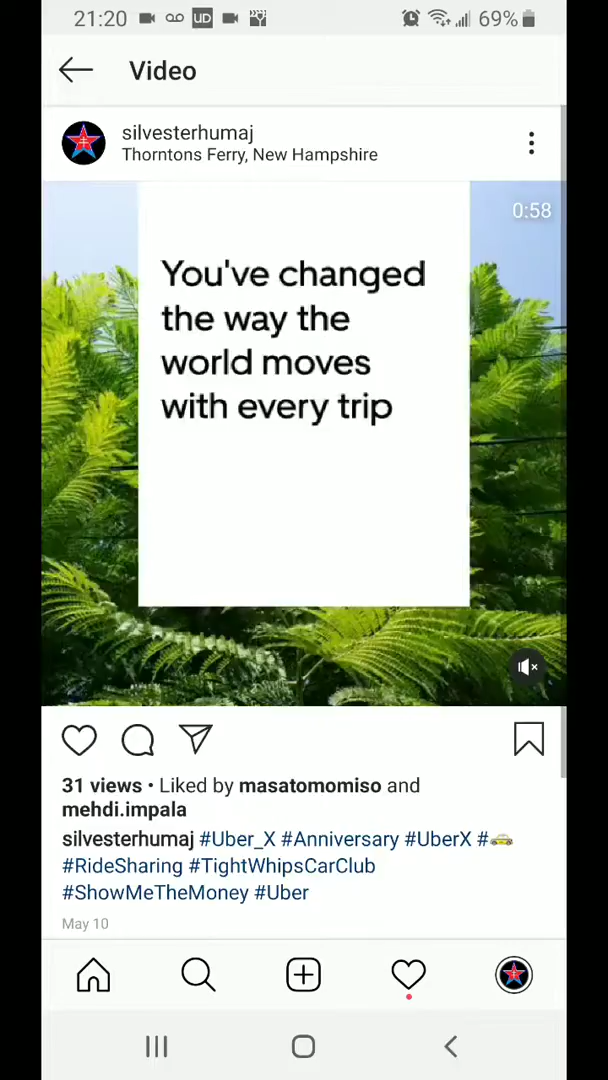 21:20 UD 69%
Video
silvesterhumaj
Thorntons Ferry, New Hampshire
0:58
You've changed
the way the
world moves
with every trip
31 views • Liked by masatomomiso and
mehdi.impala
silvesterhumaj #Uber_X #Anniversary #UberX #🚕
#RideSharing #TightWhipsCarClub
#ShowMeTheMoney #Uber
May 10